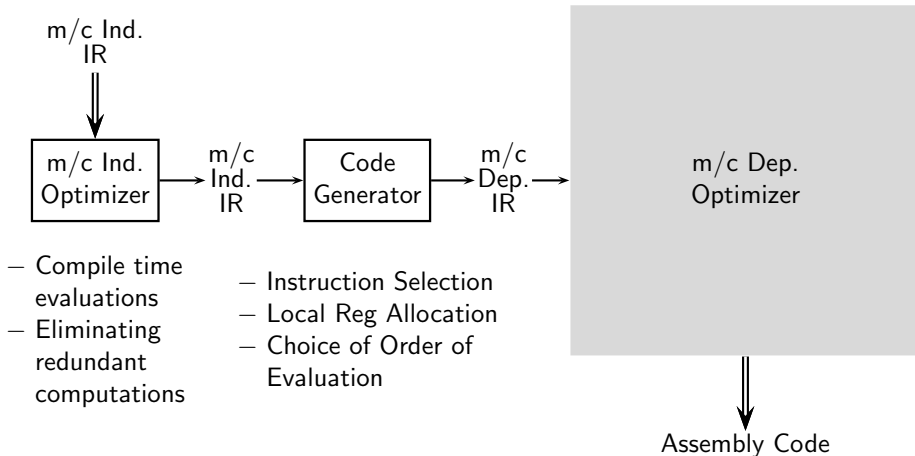 m/c Ind.
IR
m/c Ind.
Optimizer
m/c
Ind.
IR
Code
Generator
m/c
Dep.
IR
m/c Dep.
Optimizer
– Compile time
evaluations
– Eliminating
redundant
computations
– Instruction Selection
– Local Reg Allocation
– Choice of Order of
Evaluation
Assembly Code